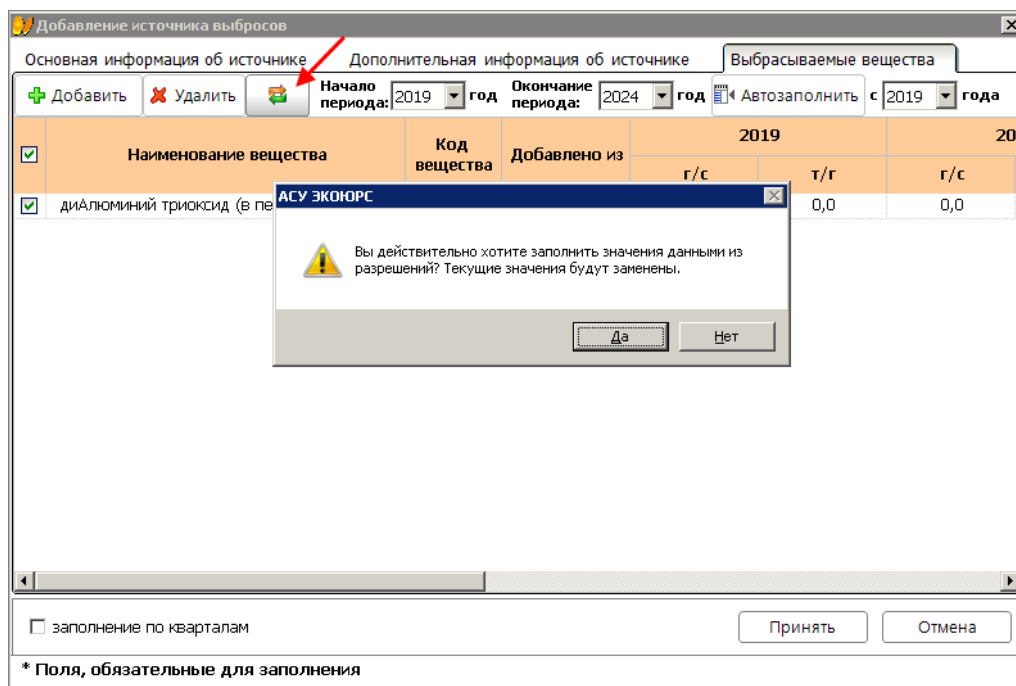 Добавление источника выбросов
Основная информация об источнике Дополнительная информация об источнике Выбрасываемые вещества
Добавить Удалить Начало периода: 2019 год Окончание периода: 2024 год Автозаполнить с 2019 года
Наименование вещества Код вещества Добавлено из 2019 20
г/с т/г г/с
диАлюминий триоксид (в пе 0,0 0,0
АСУ ЭКОЮРС
Вы действительно хотите заполнить значения данными из
разрешений? Текущие значения будут заменены.
Да Нет
заполнение по кварталам Принять Отмена
* Поля, обязательные для заполнения